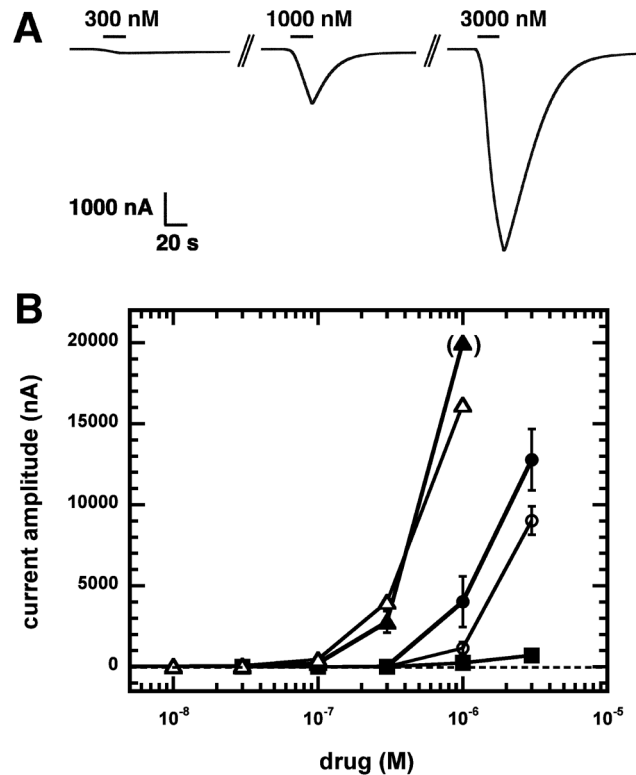 A
300 nM
1000 nM
3000 nM
1000 nA
20 s
B
20000
15000
10000
5000
0
current amplitude (nA)
( )
10⁻⁸
10⁻⁷
10⁻⁶
10⁻⁵
drug (M)